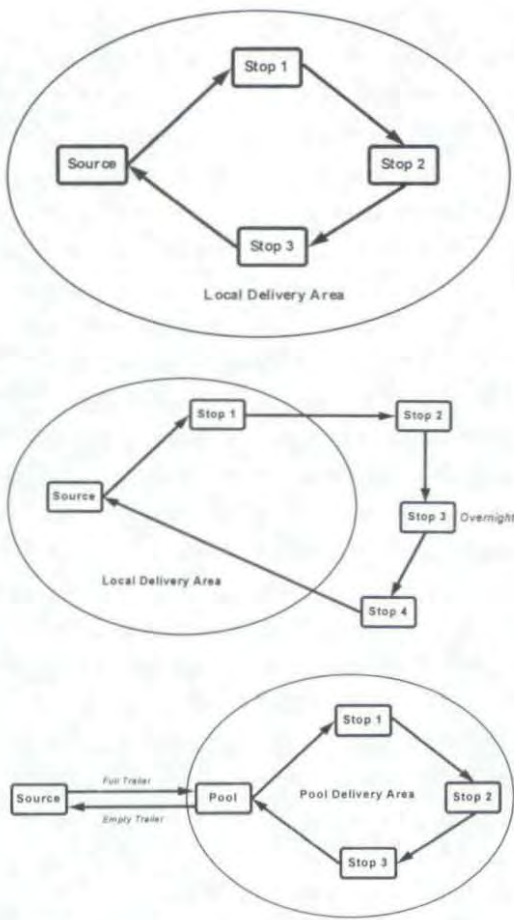 Stop 1
Source
Stop 2
Stop 3
Local Delivery Area
Stop 1
Stop 2
Source
Stop 3 Overnight
Local Delivery Area
Stop 4
Stop 1
Full Trailer
Source
Pool
Pool Delivery Area
Stop 2
Empty Trailer
Stop 3